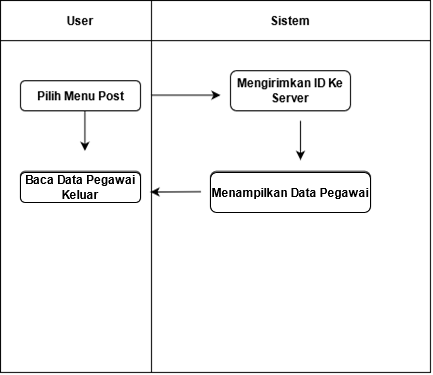 User
Sistem
Pilih Menu Post
Mengirimkan ID Ke
Server
Baca Data Pegawai
Keluar
Menampilkan Data Pegawai